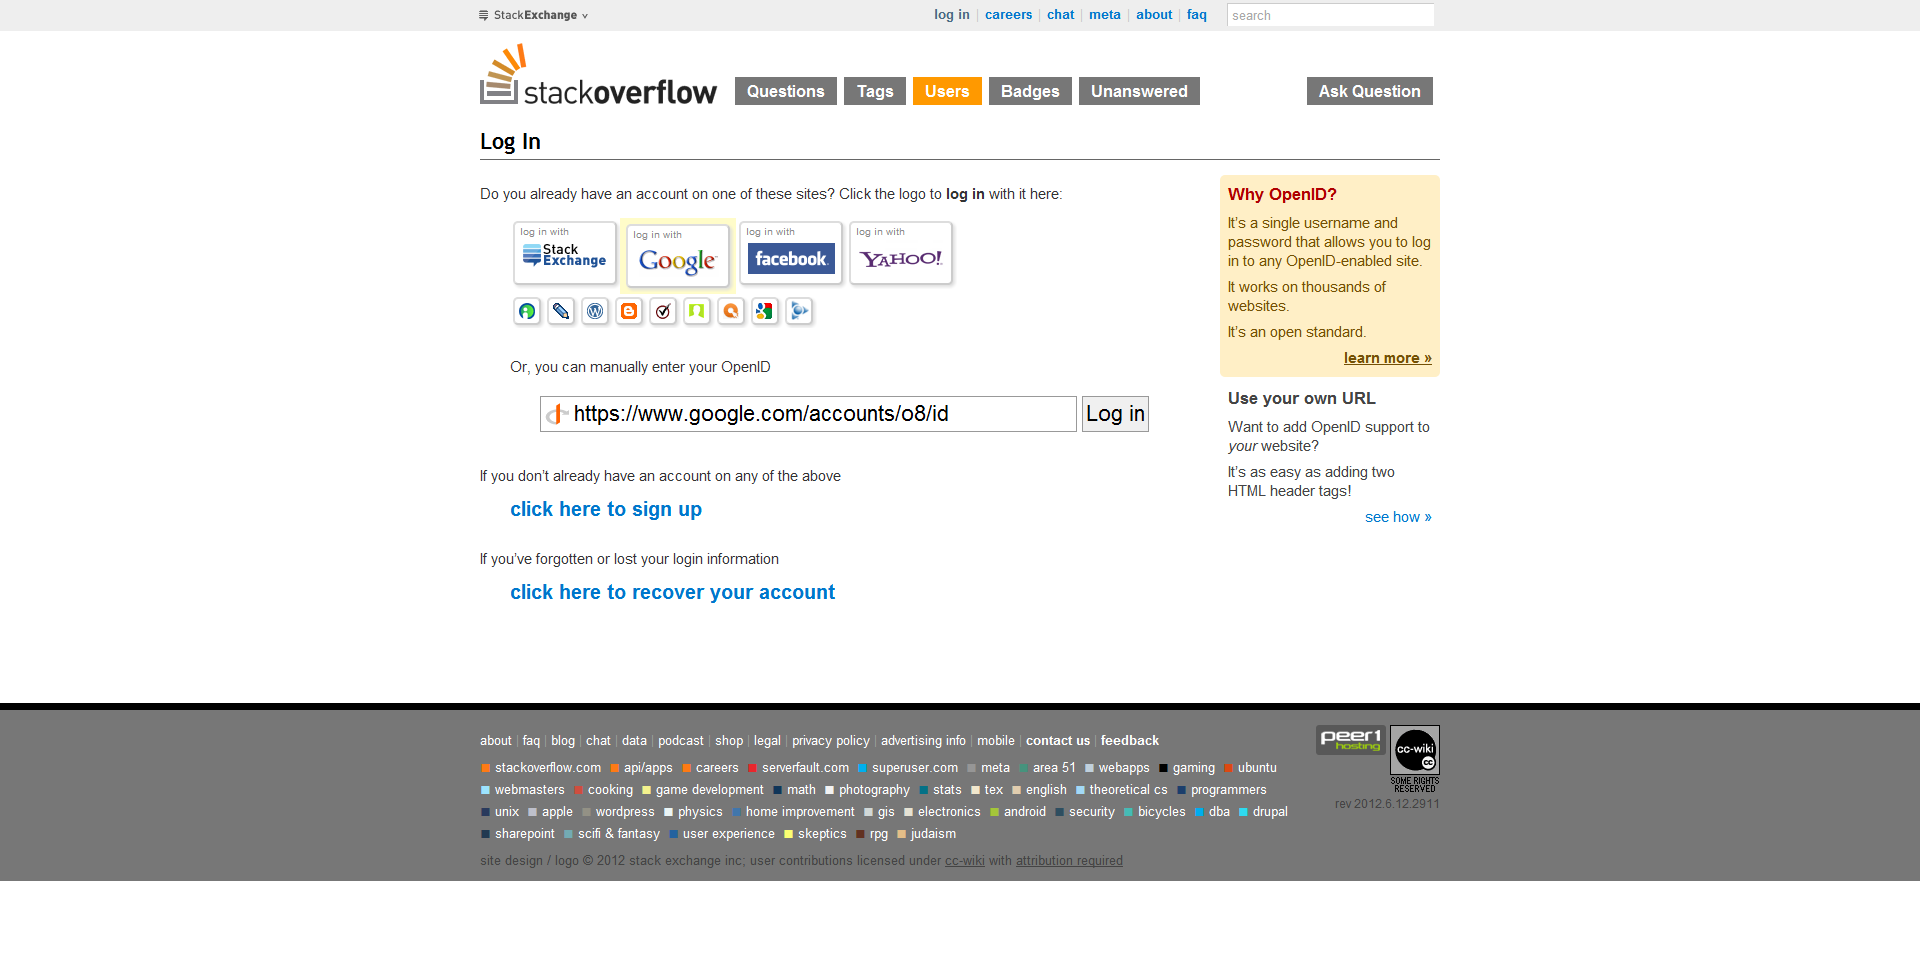 StackExchange
log in | careers | chat | meta | about | faq
search
stackoverflow
Questions Tags Users Badges Unanswered Ask Question
Log In
Do you already have an account on one of these sites? Click the logo to log in with it here:
log in with
Stack
Exchange
log in with
Google™
log in with
facebook
log in with
YAHOO!
Or, you can manually enter your OpenID
https://www.google.com/accounts/o8/id
Log in
If you don’t already have an account on any of the above
click here to sign up
If you’ve forgotten or lost your login information
click here to recover your account
Why OpenID?
It’s a single username and
password that allows you to log
in to any OpenID-enabled site.
It works on thousands of
websites.
It’s an open standard.
learn more »
Use your own URL
Want to add OpenID support to
your website?
It’s as easy as adding two
HTML header tags!
see how »
about | faq | blog | chat | data | podcast | shop | legal | privacy policy | advertising info | mobile | contact us | feedback
stackoverflow.com api/apps careers serverfault.com superuser.com meta area 51 webapps gaming ubuntu
webmasters cooking game development math photography stats tex english theoretical cs programmers
unix apple wordpress physics home improvement gis electronics android security bicycles dba drupal
sharepoint scifi & fantasy user experience skeptics rpg judaism
site design / logo © 2012 stack exchange inc; user contributions licensed under cc-wiki with attribution required
peer1
hosting
cc-wiki
cc
SOME RIGHTS
RESERVED
rev 2012.6.12.2911